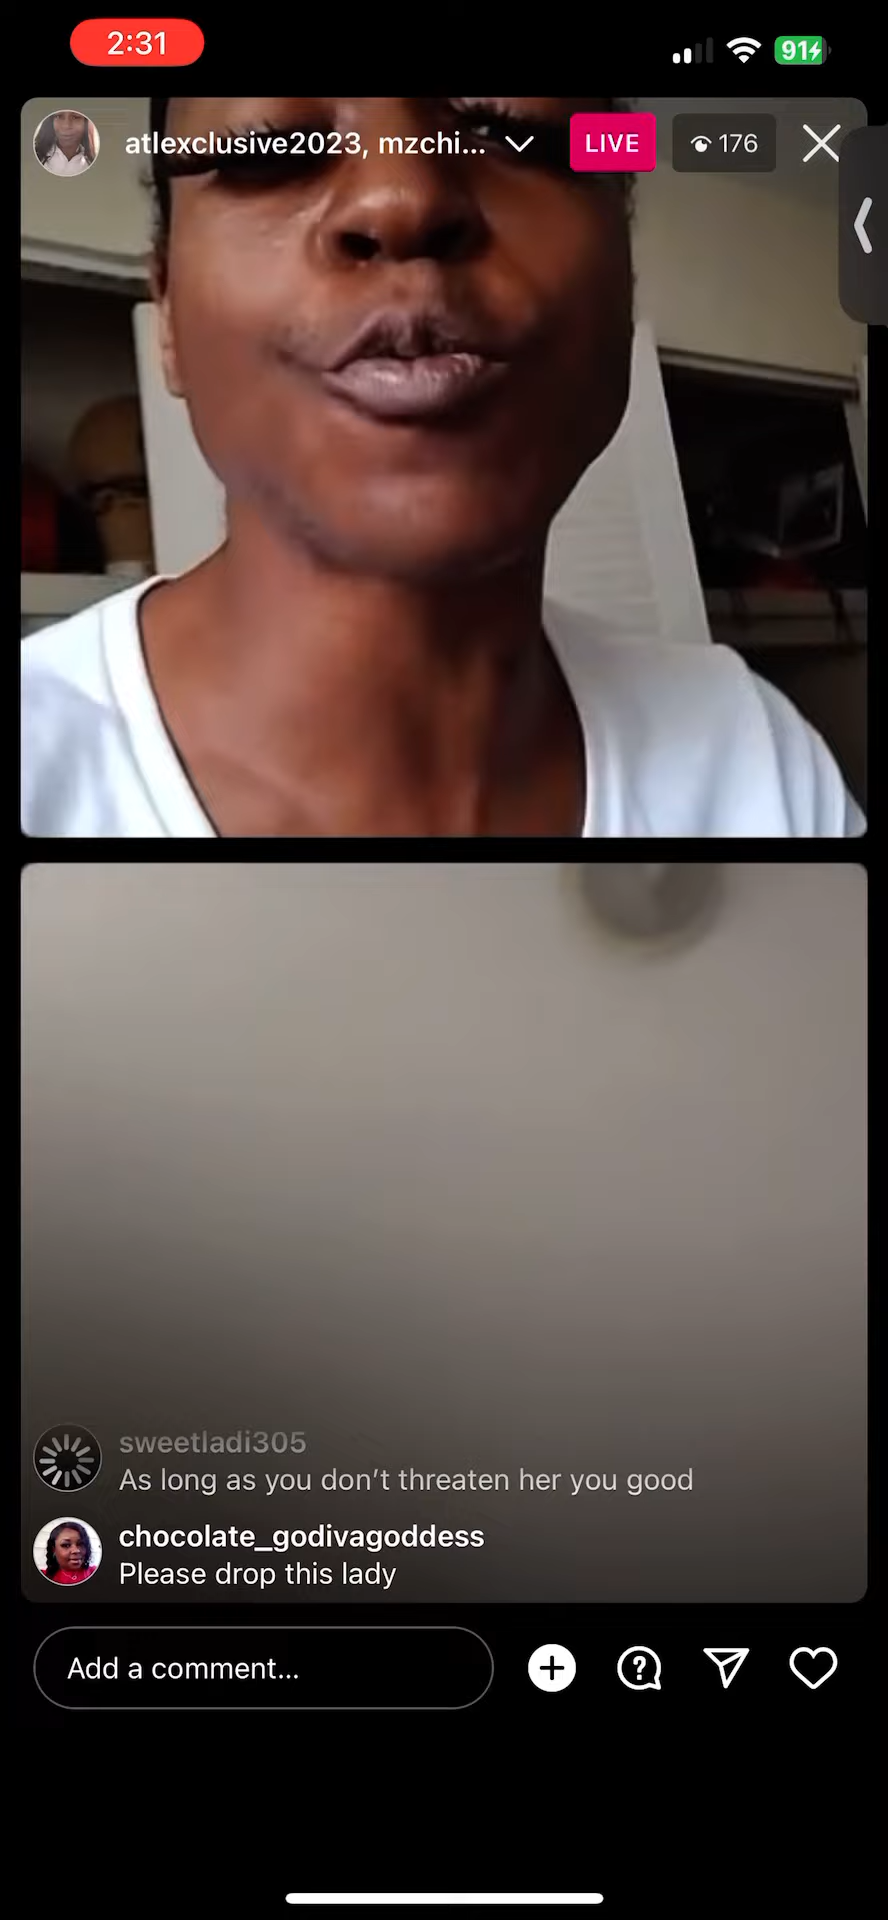 2:31
91
atlexclusive2023, mzchi...
LIVE
176
sweetladi305
As long as you don't threaten her you good
chocolate_godivagoddess
Please drop this lady
Add a comment...